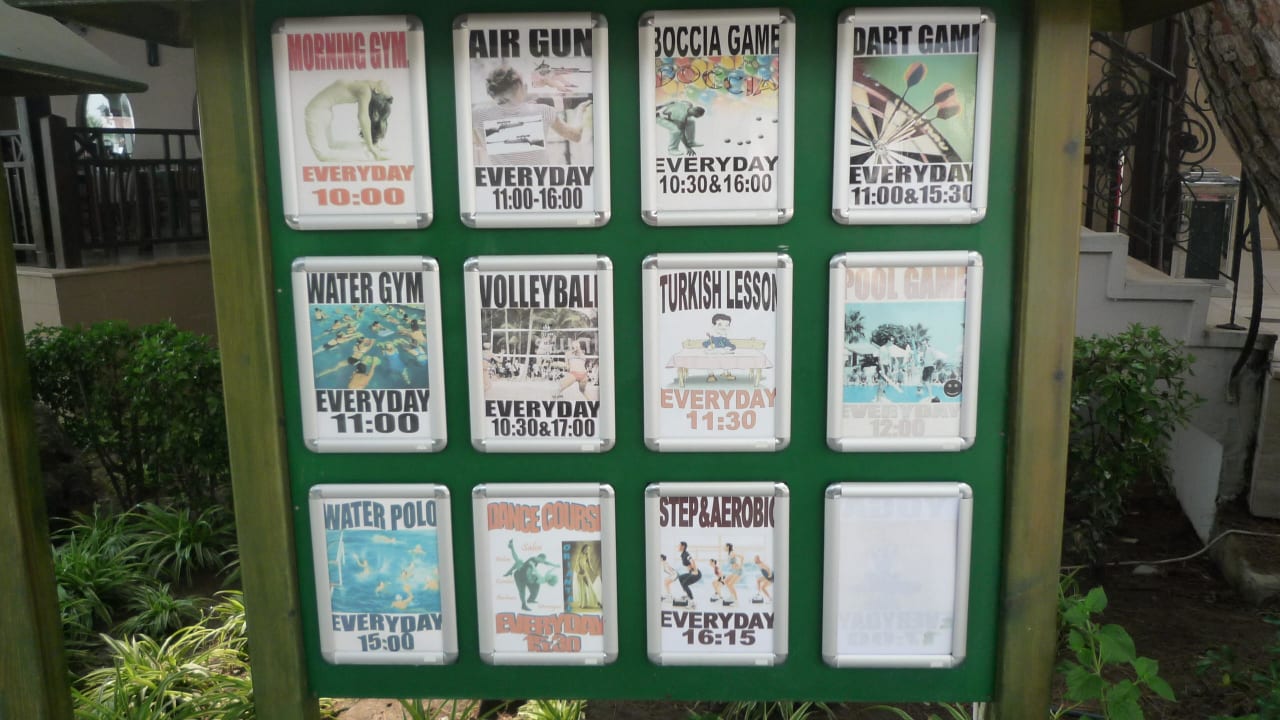 MORNING GYM
EVERYDAY
10:00
AIR GUN
EVERYDAY
11:00-16:00
BOCCIA GAME
EVERYDAY
10:30&16:00
DART GAME
EVERYDAY
11:00&15:30
WATER GYM
EVERYDAY
11:00
VOLLEYBALL
EVERYDAY
10:30&17:00
TURKISH LESSON
EVERYDAY
11:30
POOL GAME
EVERYDAY
12:00
WATER POLO
EVERYDAY
15:00
DANCE COURSE
Salsa
EVERYDAY
STEP&AEROBIC
EVERYDAY
16:15
EVERYDAY